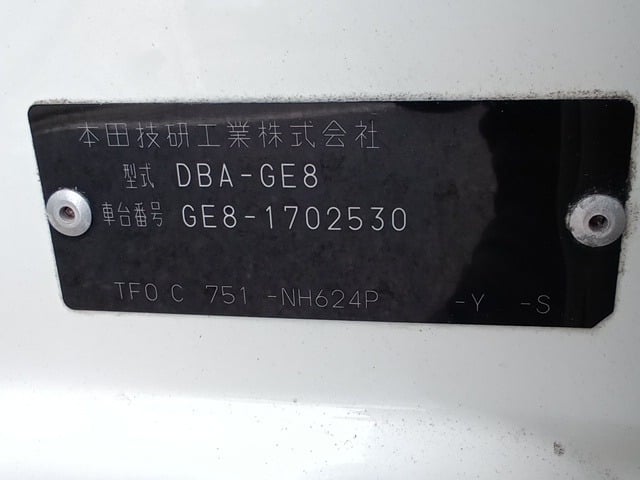 本田技研工業株式会社
型式 DBA-GE8
車台番号 GE8-1702530
TF0 C 751 -NH624P -Y -S